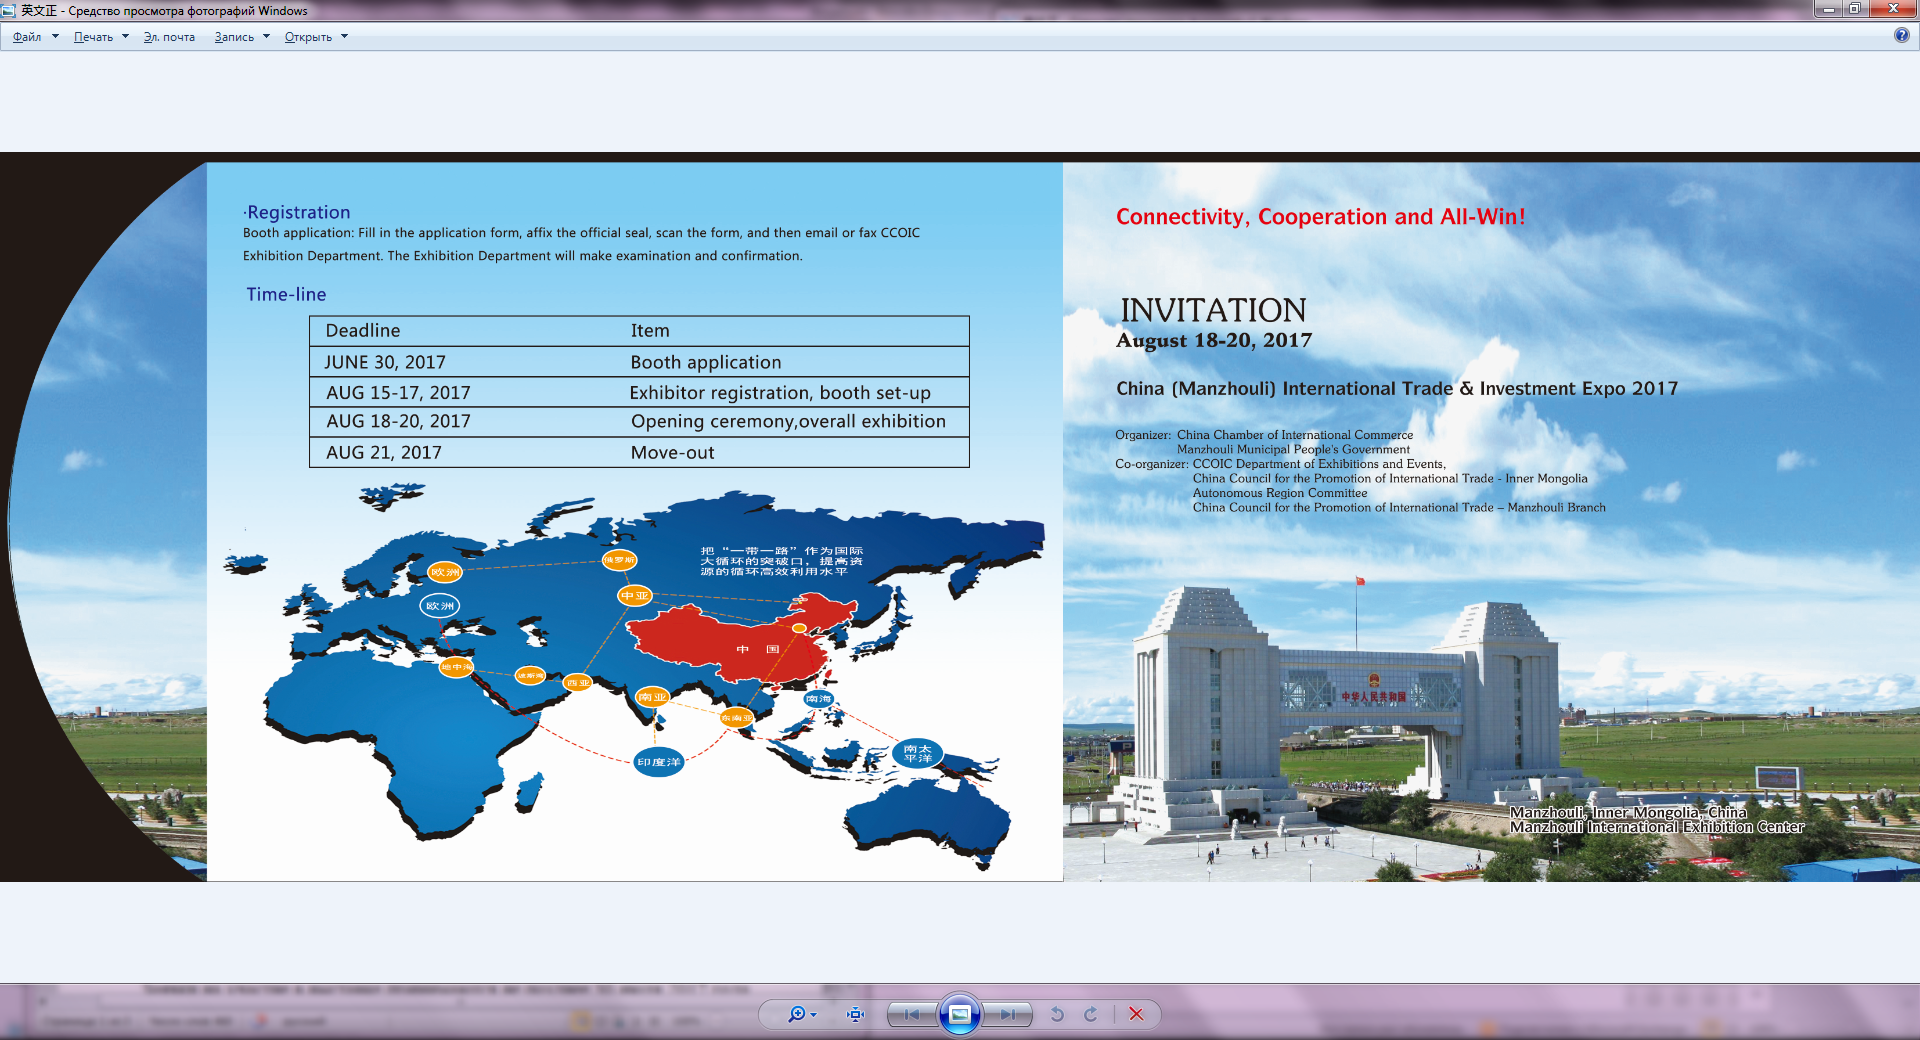 英文正 - Средство просмотра фотографий Windows
Файл Печать Эл. почта Запись Открыть
·Registration
Booth application: Fill in the application form, affix the official seal, scan the form, and then email or fax CCOIC
Exhibition Department. The Exhibition Department will make examination and confirmation.
Time-line
Deadline Item
JUNE 30, 2017 Booth application
AUG 15-17, 2017 Exhibitor registration, booth set-up
AUG 18-20, 2017 Opening ceremony,overall exhibition
AUG 21, 2017 Move-out
把“一带一路”作为国际
大循环的突破口，提高资
源的循环高效利用水平
欧洲
俄罗斯
中亚
欧洲
中 国
地中海
波斯湾
西亚
南亚
东南亚
南海
印度洋
南太
平洋
Connectivity, Cooperation and All-Win!
INVITATION
August 18-20, 2017
China (Manzhouli) International Trade & Investment Expo 2017
Organizer: China Chamber of International Commerce
Manzhouli Municipal People's Government
Co-organizer: CCOIC Department of Exhibitions and Events,
China Council for the Promotion of International Trade - Inner Mongolia
Autonomous Region Committee
China Council for the Promotion of International Trade – Manzhouli Branch
中华人民共和国
Manzhouli, Inner Mongolia, China
Manzhouli International Exhibition Center